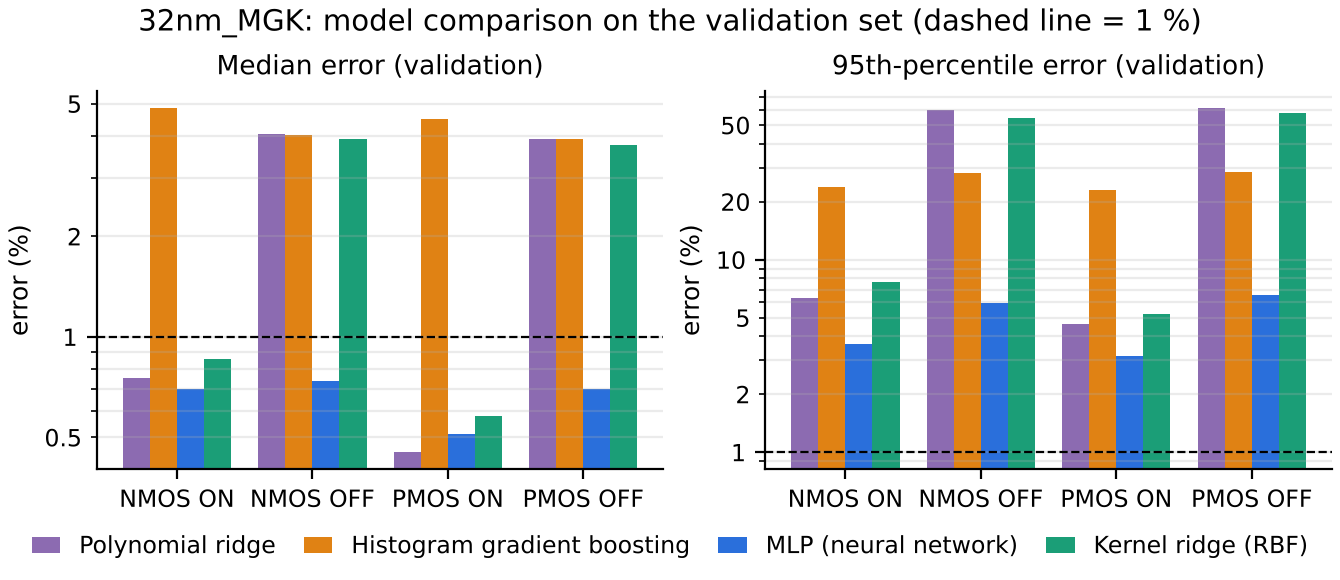 32nm_MGK: model comparison on the validation set (dashed line = 1 %)
Median error (validation)
error (%)
5
2
1
0.5
NMOS ON NMOS OFF PMOS ON PMOS OFF
95th-percentile error (validation)
error (%)
50
20
10
5
2
1
NMOS ON NMOS OFF PMOS ON PMOS OFF
Polynomial ridge Histogram gradient boosting MLP (neural network) Kernel ridge (RBF)